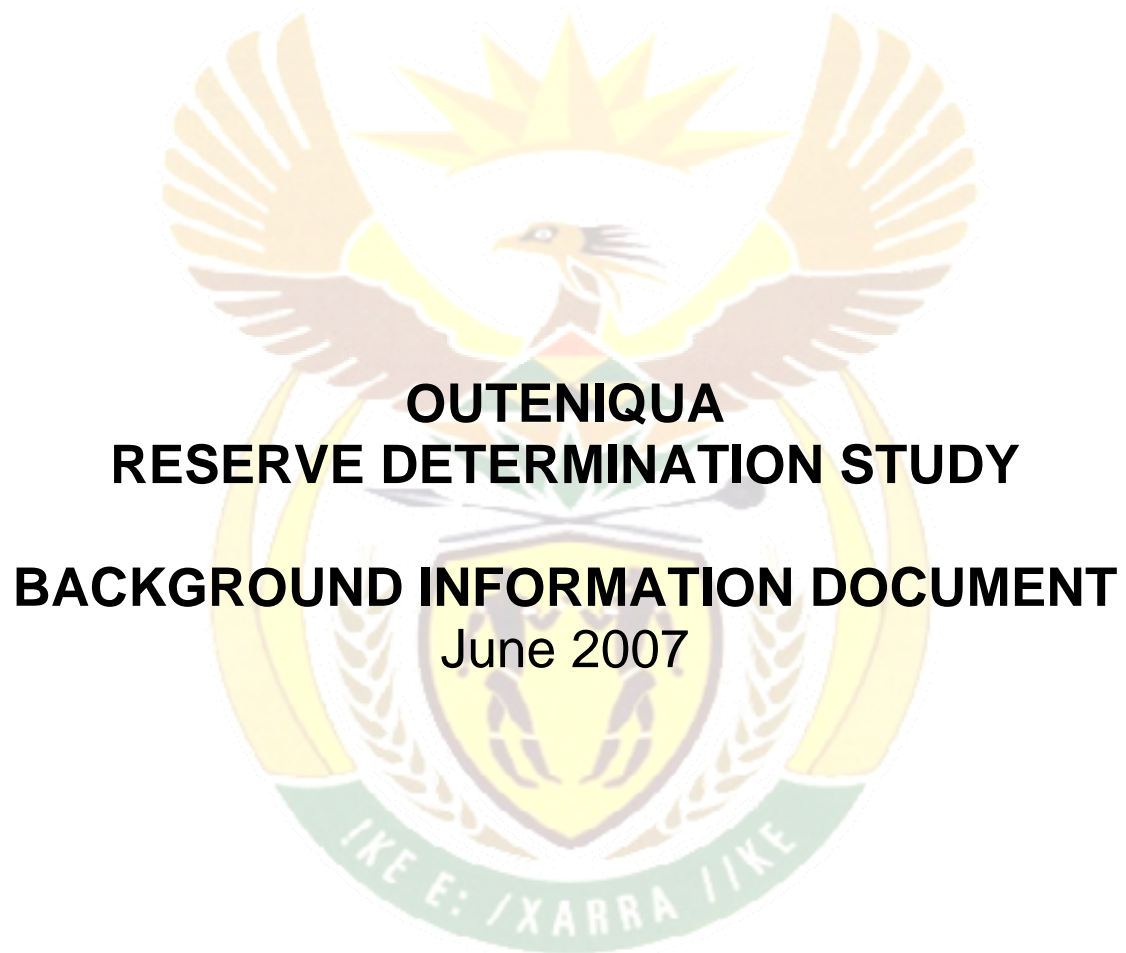 OUTENIQUA
RESERVE DETERMINATION STUDY
BACKGROUND INFORMATION DOCUMENT
June 2007
!KE E: /XARRA //KE